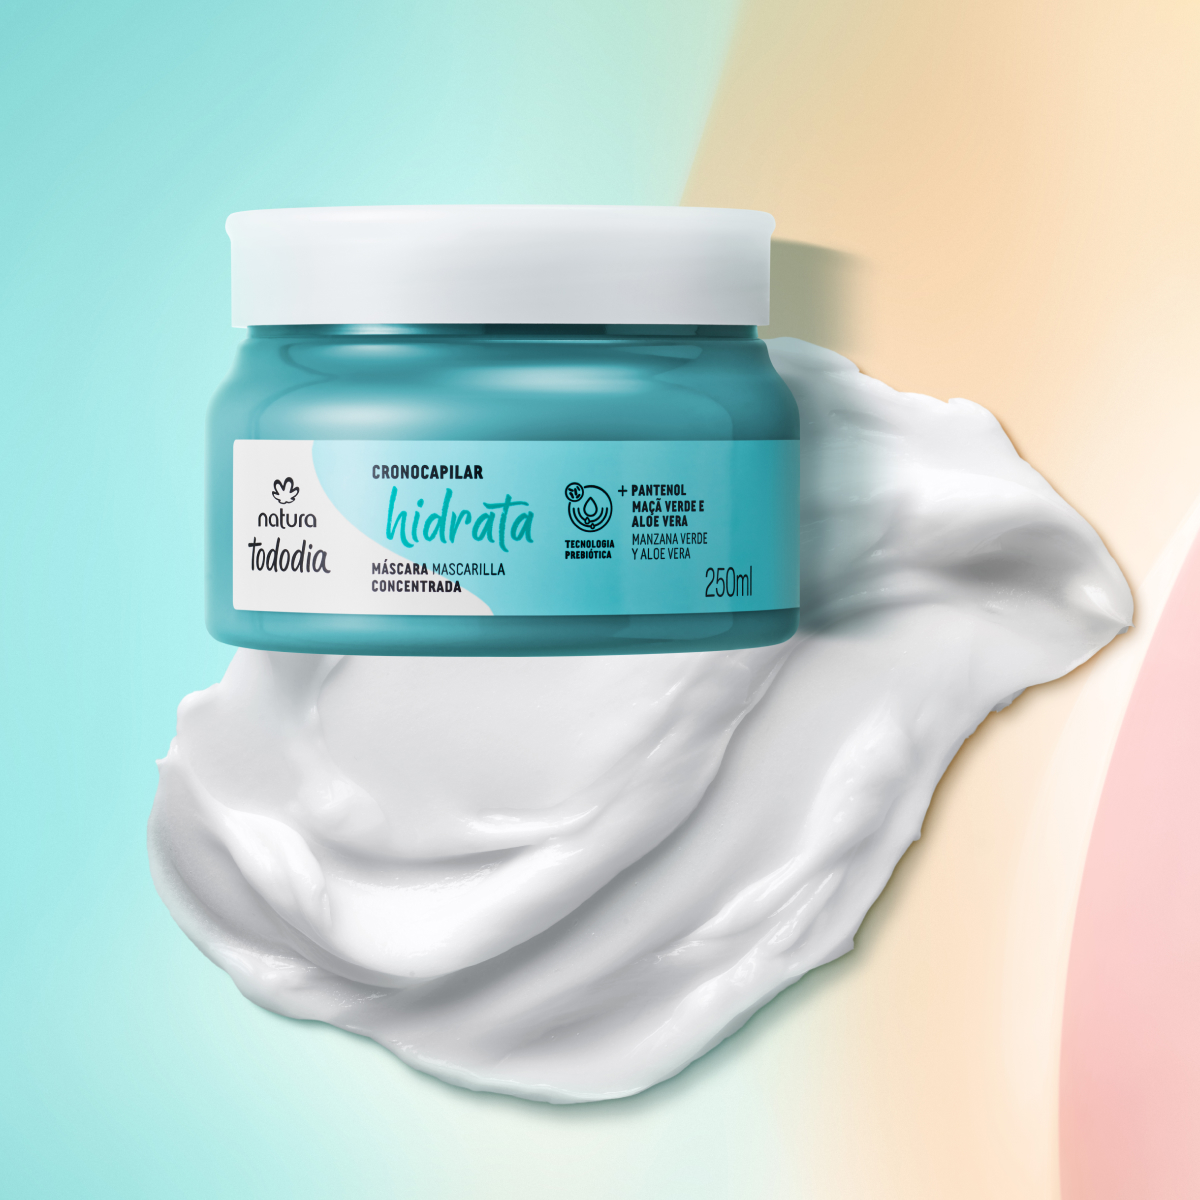 natura
tododia
CRONOCAPILAR
hidrata
MÁSCARA MASCARILLA
CONCENTRADA
TECNOLOGIA
PREBIÓTICA
+ PANTENOL
MAÇÃ VERDE E
ALOE VERA
MANZANA VERDE
Y ALOE VERA
250ml